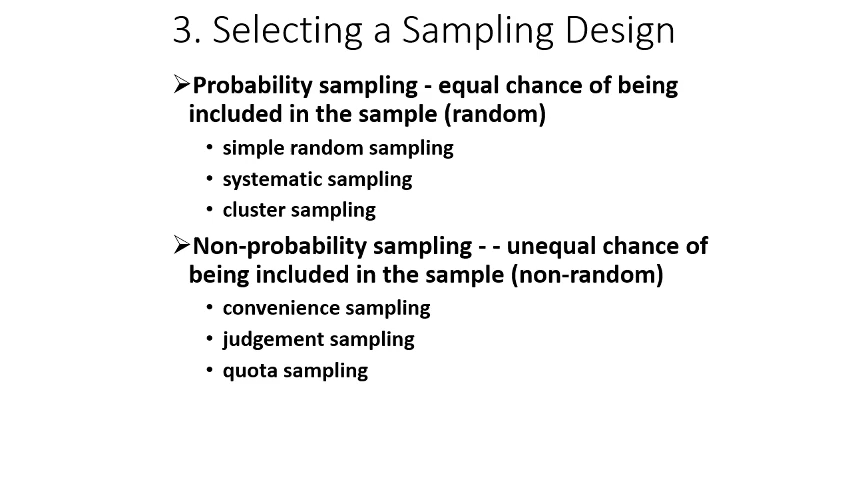 3. Selecting a Sampling Design
➢Probability sampling - equal chance of being
included in the sample (random)
• simple random sampling
• systematic sampling
• cluster sampling
➢Non-probability sampling - - unequal chance of
being included in the sample (non-random)
• convenience sampling
• judgement sampling
• quota sampling